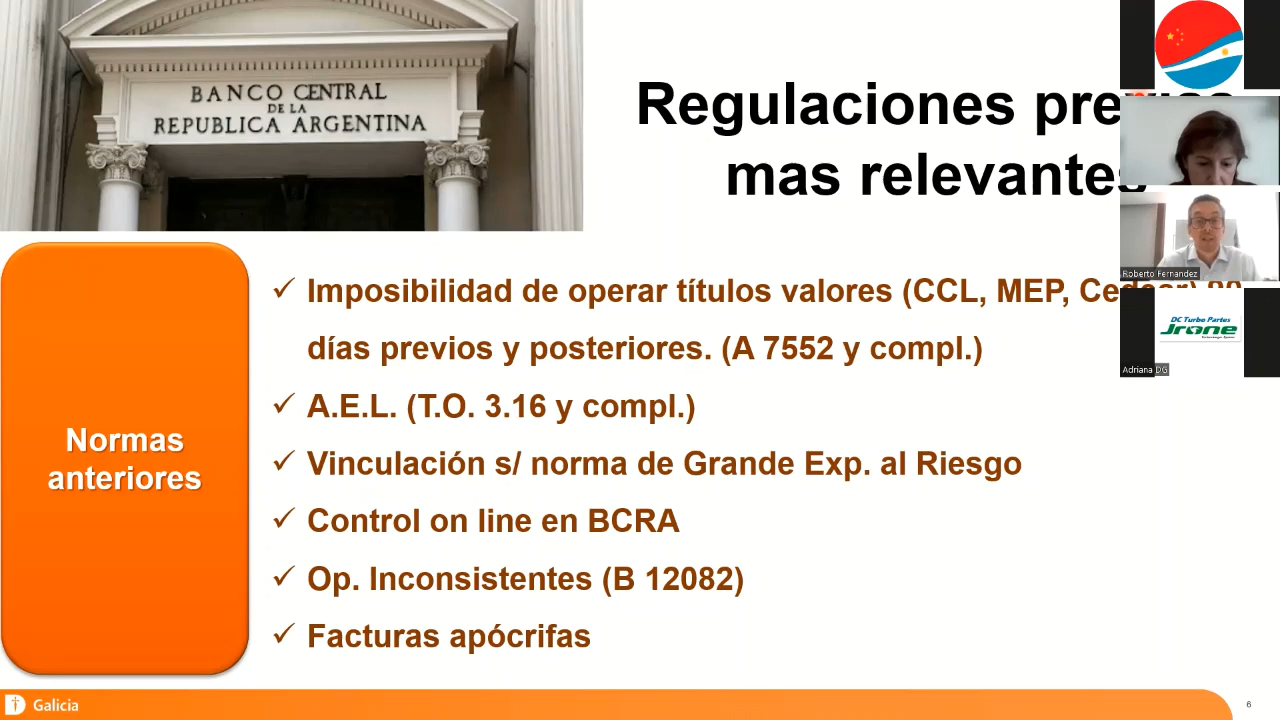 BANCO CENTRAL
DE LA
REPUBLICA ARGENTINA
Regulaciones
mas relevantes
Imposibilidad de operar títulos valores (CCL, MEP,
días previos y posteriores. (A 7552 y compl.)
A.E.L. (T.O. 3.16 y compl.)
Vinculación s/ norma de Grande Exp. al Riesgo
Control on line en BCRA
Op. Inconsistentes (B 12082)
Facturas apócrifas
Normas
anteriores
Galicia
6
Roberto Fernandez
DC Turbo Partes
Jrone
Adriana DG